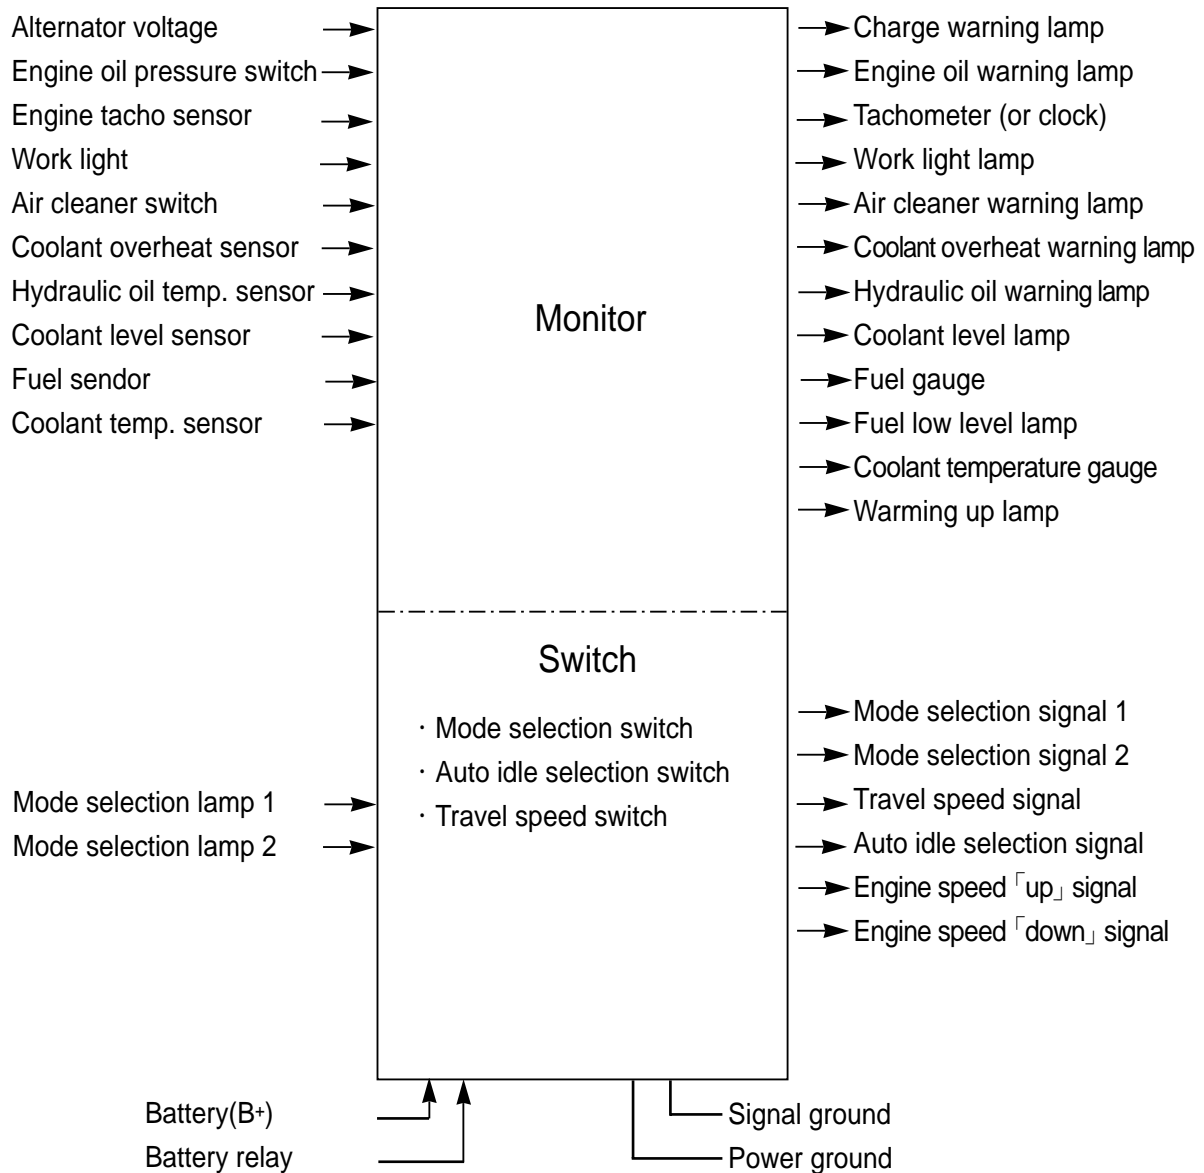 Alternator voltage
Engine oil pressure switch
Engine tacho sensor
Work light
Air cleaner switch
Coolant overheat sensor
Hydraulic oil temp. sensor
Coolant level sensor
Fuel sendor
Coolant temp. sensor
Monitor
Charge warning lamp
Engine oil warning lamp
Tachometer (or clock)
Work light lamp
Air cleaner warning lamp
Coolant overheat warning lamp
Hydraulic oil warning lamp
Coolant level lamp
Fuel gauge
Fuel low level lamp
Coolant temperature gauge
Warming up lamp
Mode selection lamp 1
Mode selection lamp 2
Switch
· Mode selection switch
· Auto idle selection switch
· Travel speed switch
Mode selection signal 1
Mode selection signal 2
Travel speed signal
Auto idle selection signal
Engine speed「up」signal
Engine speed「down」signal
Battery(B+)
Battery relay
Signal ground
Power ground